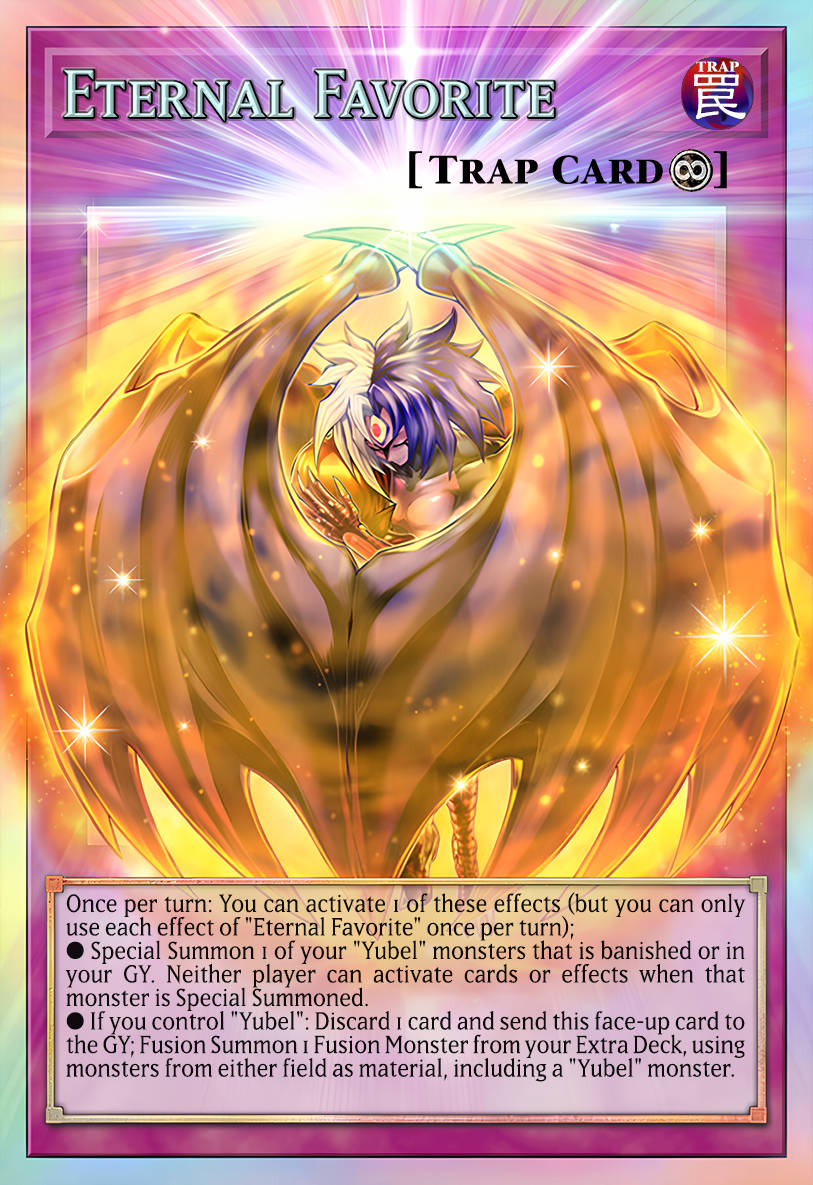 Eternal Favorite
TRAP
罠
[Trap Card∞]
Once per turn: You can activate 1 of these effects (but you can only
use each effect of "Eternal Favorite" once per turn);
● Special Summon 1 of your "Yubel" monsters that is banished or in
your GY. Neither player can activate cards or effects when that
monster is Special Summoned.
● If you control "Yubel": Discard 1 card and send this face-up card to
the GY; Fusion Summon 1 Fusion Monster from your Extra Deck, using
monsters from either field as material, including a "Yubel" monster.